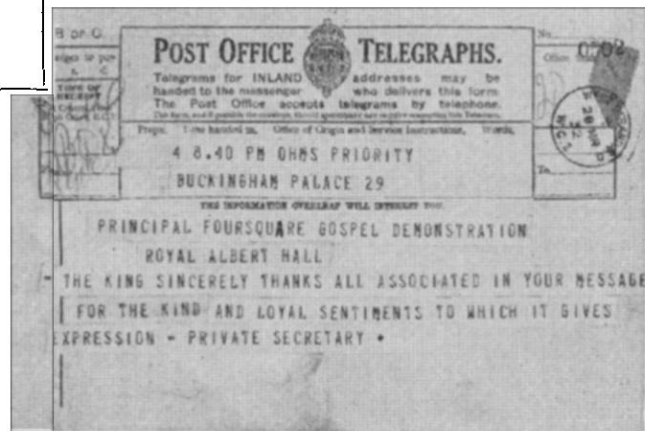 B or C.
POST OFFICE TELEGRAPHS.
No.
0502
Telegrams for INLAND addresses may be
handed to the messenger who delivers this form
The Post Office accepts telegrams by telephone.
Prefix. Time handed in. Office of Origin and Service Instructions. Words.
4 8.40 PM OHMS PRIORITY
BUCKINGHAM PALACE 29
THE INFORMATION OVERLEAF WILL INTEREST YOU.
PRINCIPAL FOURSQUARE GOSPEL DEMONSTRATION
ROYAL ALBERT HALL
- THE KING SINCERELY THANKS ALL ASSOCIATED IN YOUR MESSAGE
FOR THE KIND AND LOYAL SENTIMENTS TO WHICH IT GIVES
EXPRESSION - PRIVATE SECRETARY •